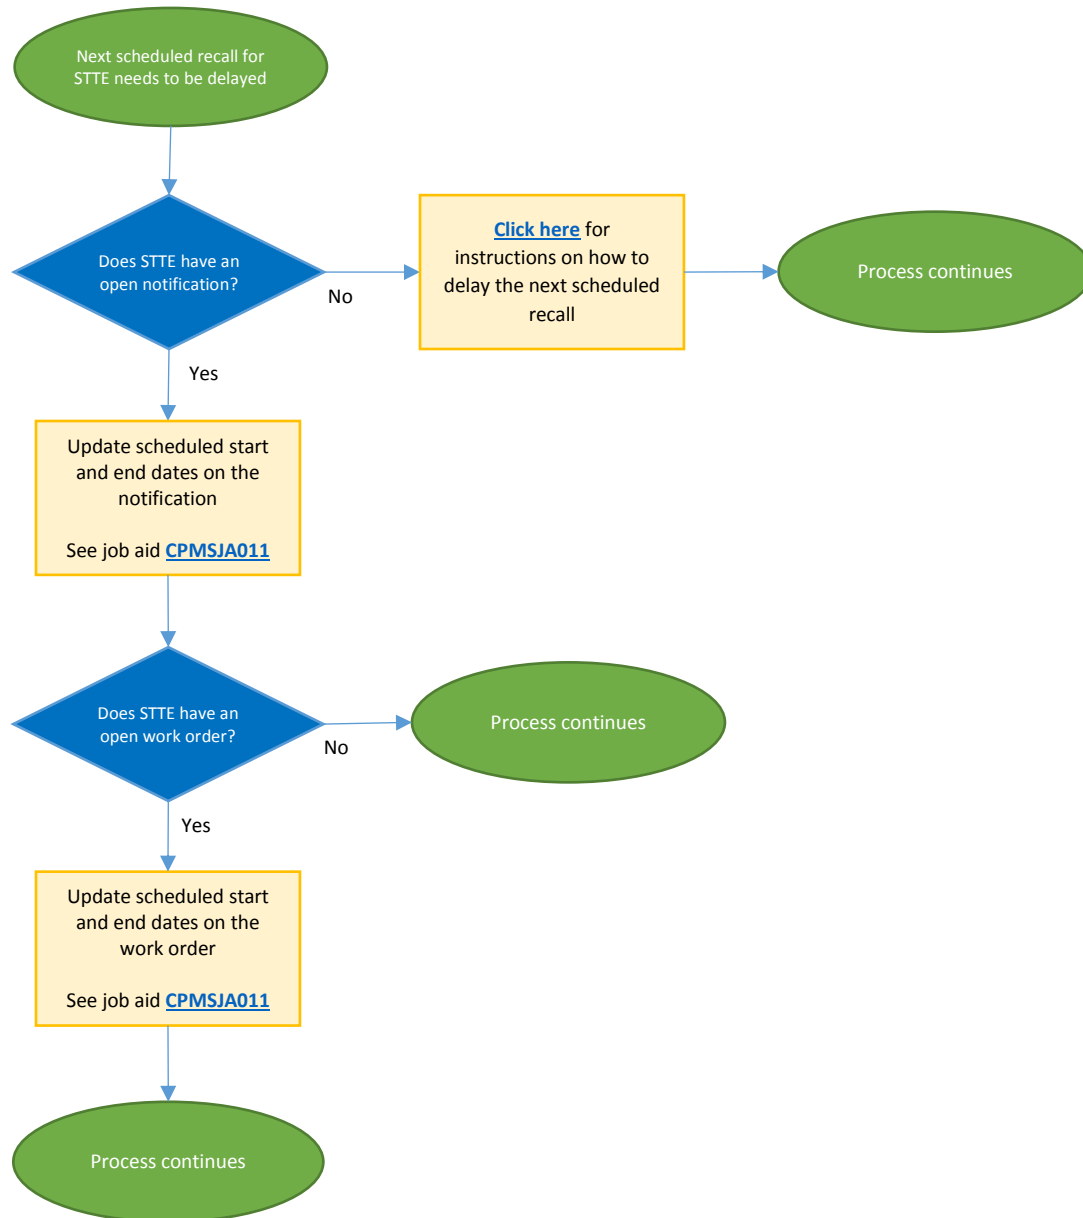 Next scheduled recall for
STTE needs to be delayed
Does STTE have an
open notification?
No
Click here for
instructions on how to
delay the next scheduled
recall
Process continues
Yes
Update scheduled start
and end dates on the
notification
See job aid CPMSJA011
Does STTE have an
open work order?
No
Process continues
Yes
Update scheduled start
and end dates on the
work order
See job aid CPMSJA011
Process continues